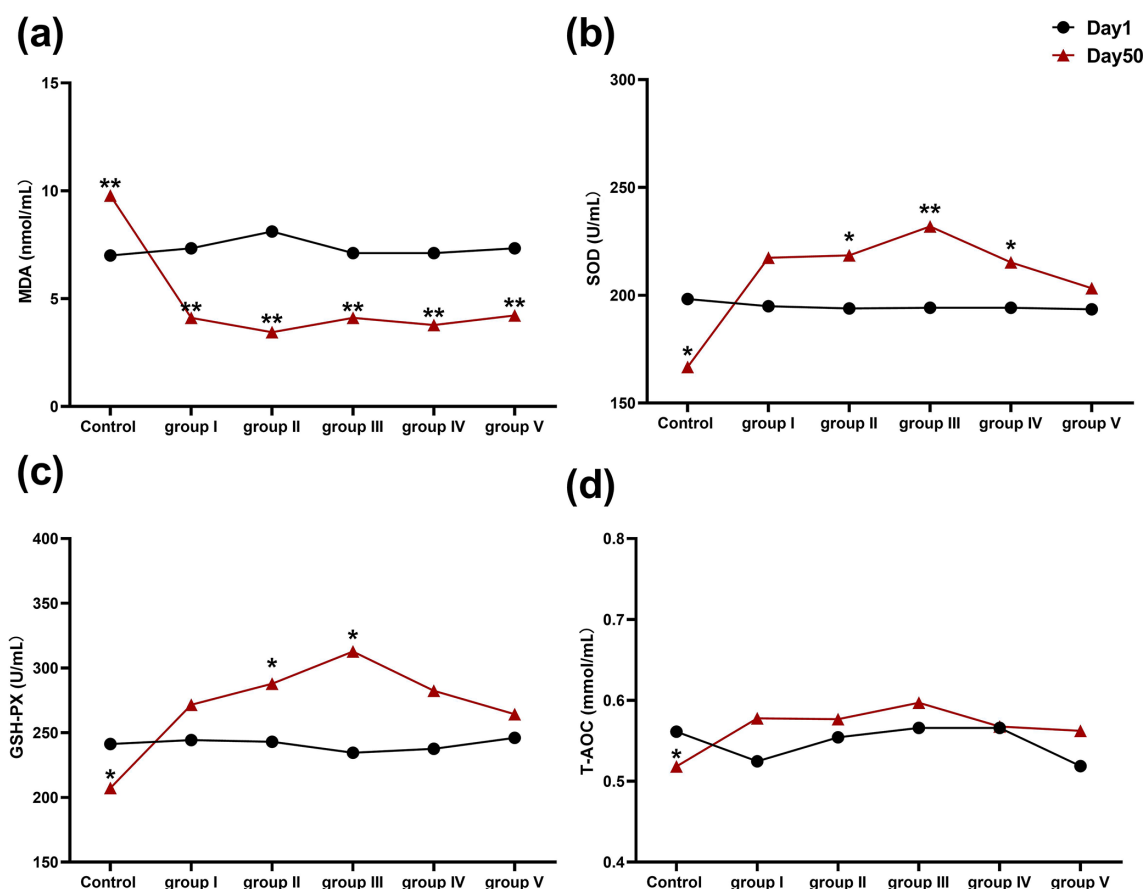 (a)
(b)
Day1
Day50
15
10
5
0
MDA (nmol/mL)
**
**
**
**
**
**
Control group I group II group III group IV group V
300
250
200
150
SOD (U/mL)
*
*
**
*
Control group I group II group III group IV group V
(c)
(d)
400
350
300
250
200
150
GSH-PX (U/mL)
*
*
*
Control group I group II group III group IV group V
0.8
0.7
0.6
0.5
0.4
T-AOC (mmol/mL)
*
Control group I group II group III group IV group V